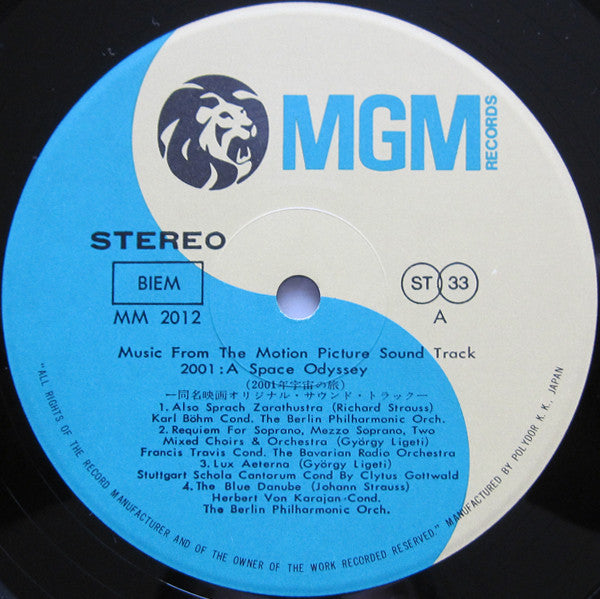 MGM
RECORDS
STEREO
BIEM
MM 2012
ST 33
A
Music From The Motion Picture Sound Track
2001 : A Space Odyssey
(2001年宇宙の旅)
—同名映画オリジナル・サウンド・トラック—
1. Also Sprach Zarathustra (Richard Strauss)
Karl Böhm Cond. The Berlin Philharmonic Orch.
2. Requiem For Soprano, Mezzo Soprano, Two
Mixed Choirs & Orchestra (György Ligeti)
Francis Travis Cond. The Bavarian Radio Orchestra
3. Lux Aeterna (György Ligeti)
Stuttgart Schola Cantorum Cond By Clytus Gottwald
4. The Blue Danube (Johann Strauss)
Herbert Von Karajan Cond.
The Berlin Philharmonic Orch.
"ALL RIGHTS OF THE RECORD MANUFACTURER AND OF THE OWNER OF THE WORK RECORDED RESERVED." MANUFACTURED BY POLYDOR K. K., JAPAN